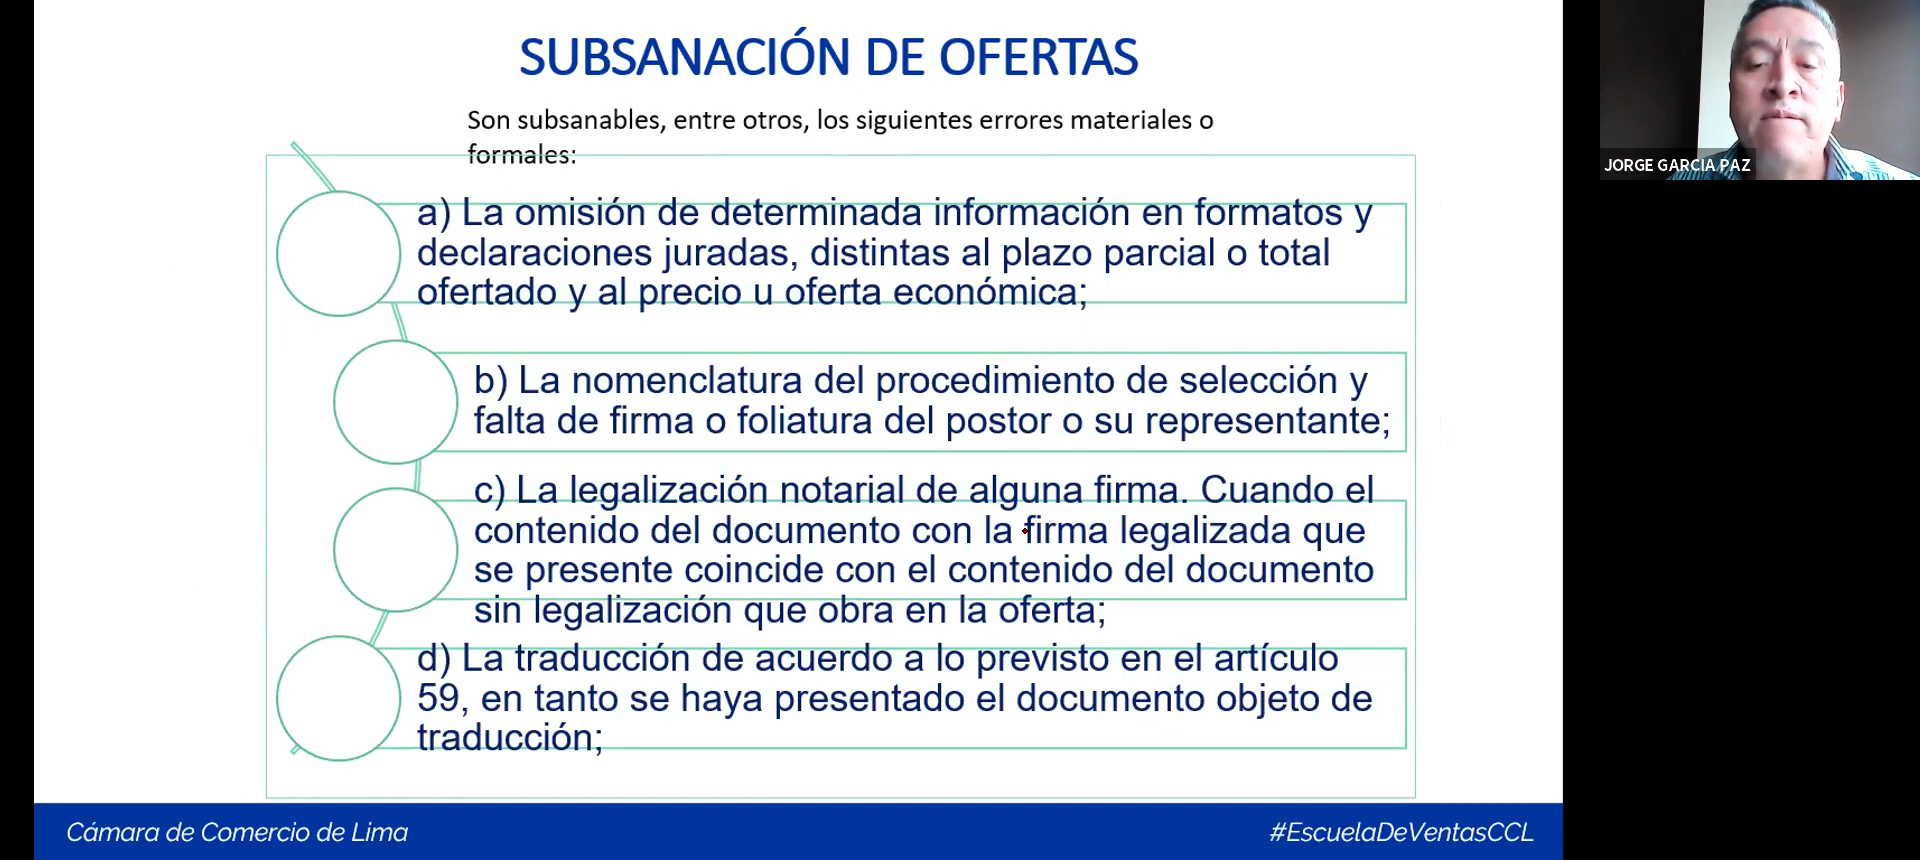 SUBSANACIÓN DE OFERTAS
Son subsanables, entre otros, los siguientes errores materiales o
formales:
a) La omisión de determinada información en formatos y
declaraciones juradas, distintas al plazo parcial o total
ofertado y al precio u oferta económica;
b) La nomenclatura del procedimiento de selección y
falta de firma o foliatura del postor o su representante;
c) La legalización notarial de alguna firma. Cuando el
contenido del documento con la firma legalizada que
se presente coincide con el contenido del documento
sin legalización que obra en la oferta;
d) La traducción de acuerdo a lo previsto en el artículo
59, en tanto se haya presentado el documento objeto de
traducción;
Cámara de Comercio de Lima
#EscuelaDeVentasCCL
JORGE GARCIA PAZ